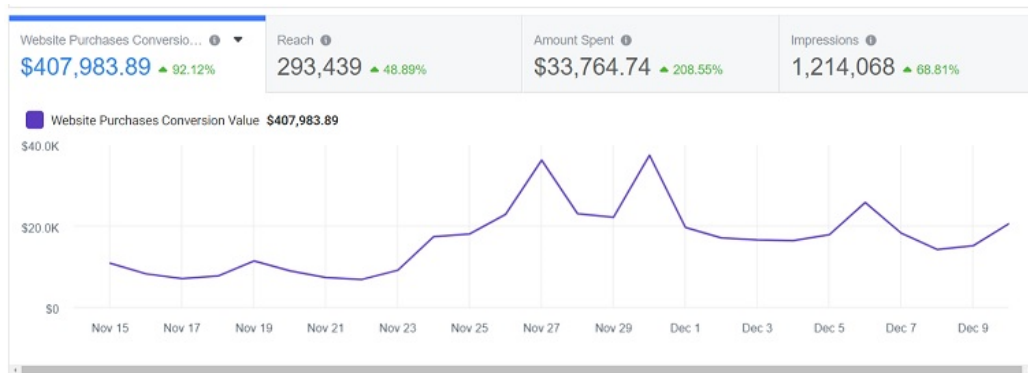 Website Purchases Conversio...
$407,983.89 92.12%
Reach
293,439 48.89%
Amount Spent
$33,764.74 208.55%
Impressions
1,214,068 68.81%
Website Purchases Conversion Value $407,983.89
$40.0K
$20.0K
$0
Nov 15 Nov 17 Nov 19 Nov 21 Nov 23 Nov 25 Nov 27 Nov 29 Dec 1 Dec 3 Dec 5 Dec 7 Dec 9